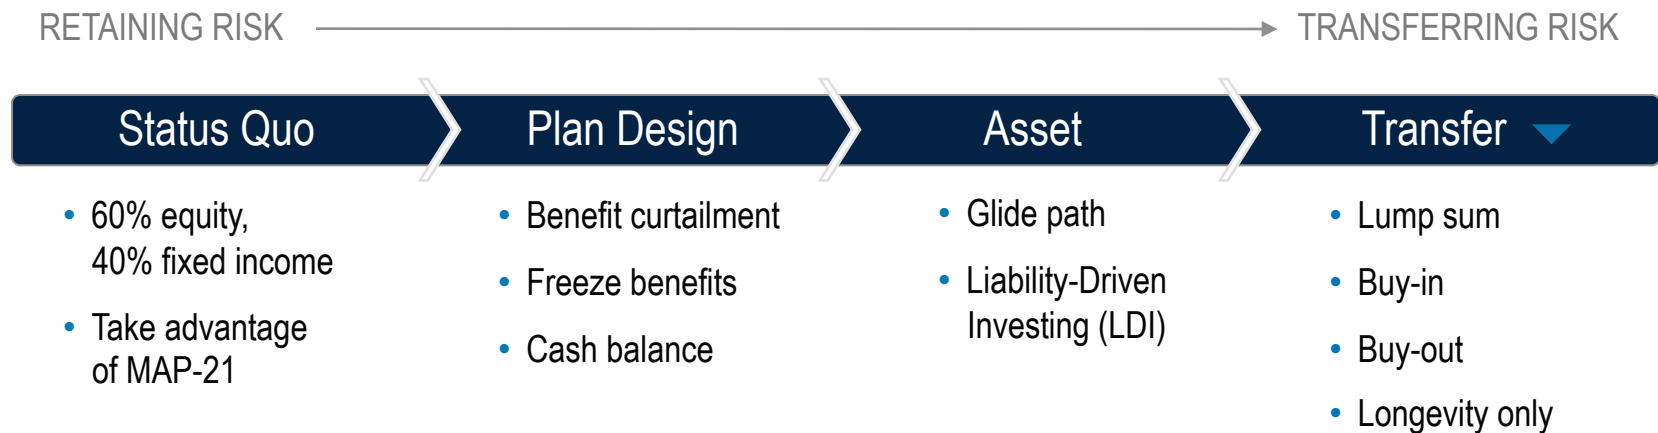 RETAINING RISK
TRANSFERRING RISK
Status Quo
Plan Design
Asset
Transfer
• 60% equity,
40% fixed income
• Take advantage
of MAP-21
• Benefit curtailment
• Freeze benefits
• Cash balance
• Glide path
• Liability-Driven
Investing (LDI)
• Lump sum
• Buy-in
• Buy-out
• Longevity only